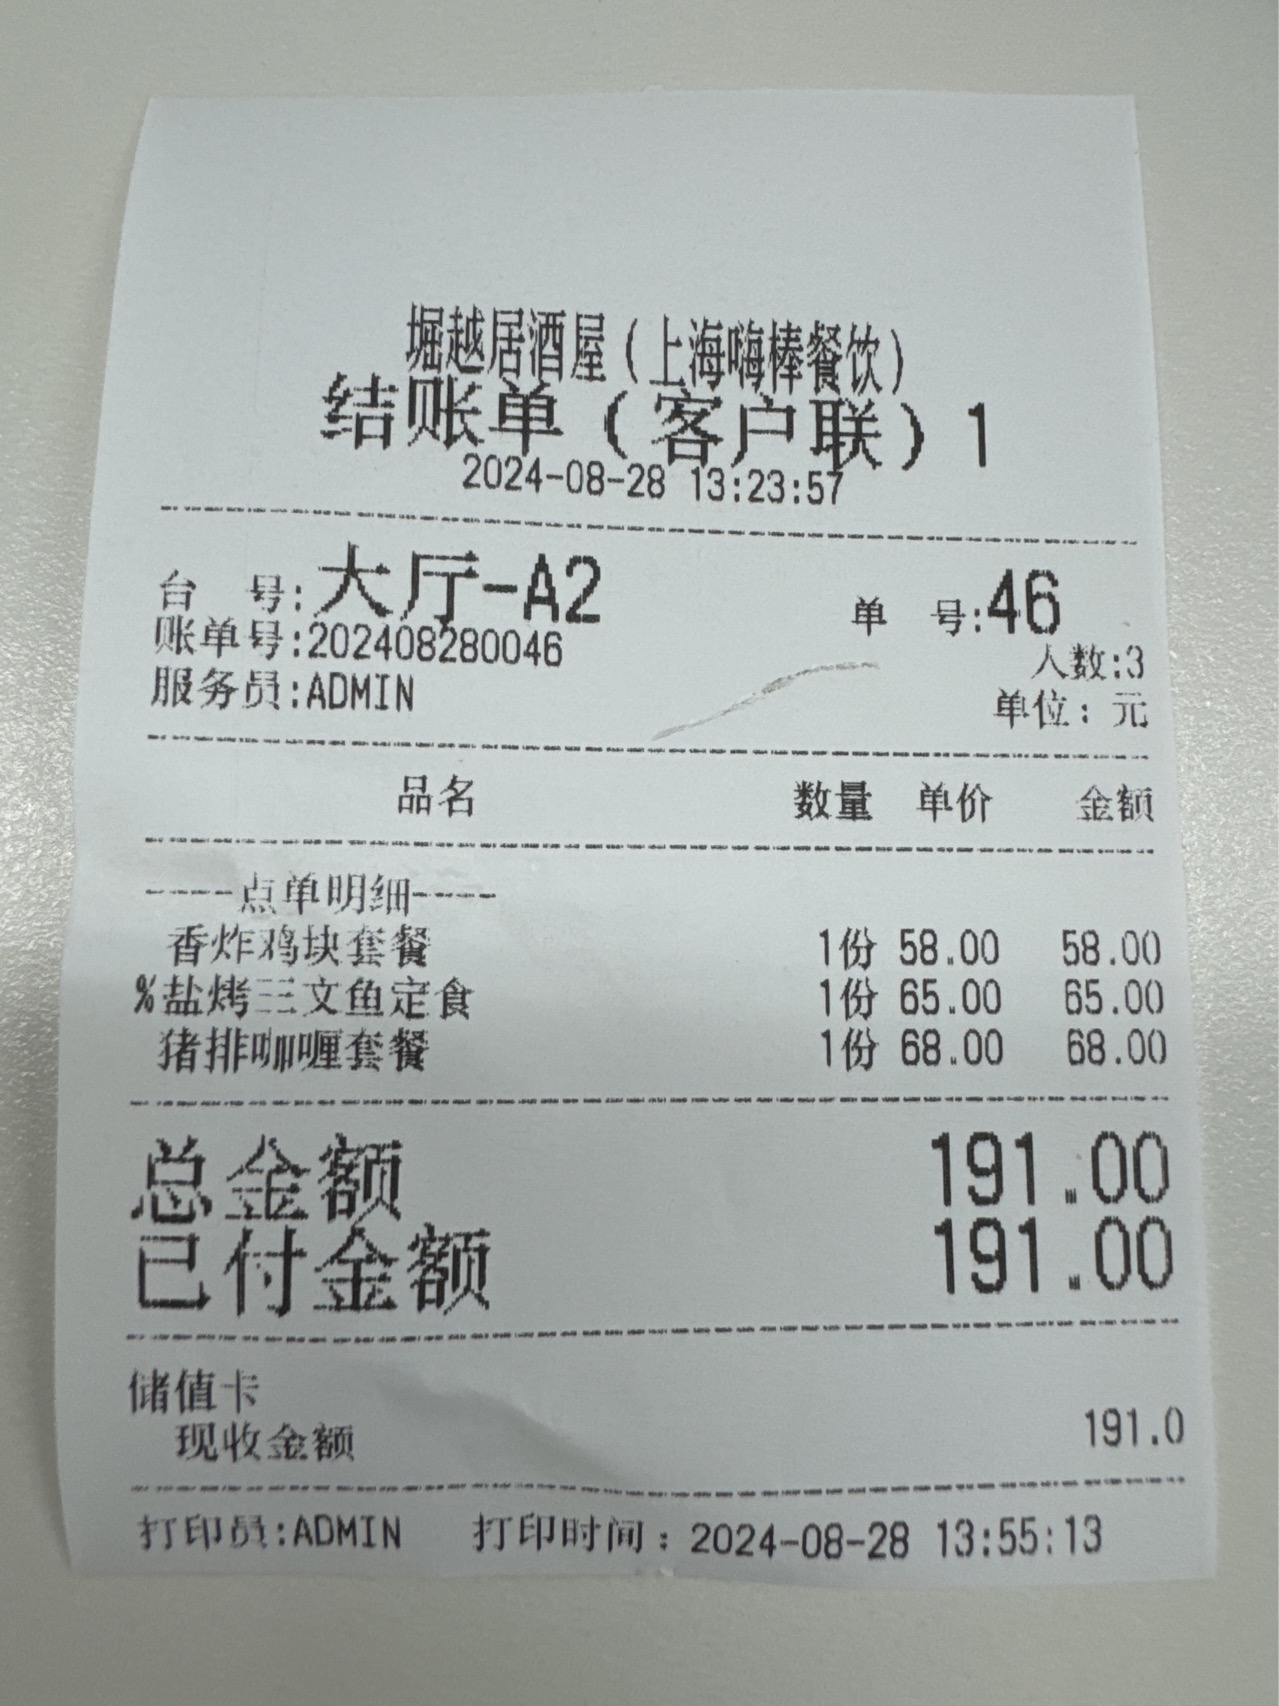 堀越居酒屋(上海嗨棒餐饮)
结账单(客户联)1
2024-08-28 13:23:57
台 号:大厅-A2 单 号:46
账单号:202408280046 人数:3
服务员:ADMIN 单位: 元
品名 数量 单价 金额
----点单明细----
香炸鸡块套餐 1份 58.00 58.00
%盐烤三文鱼定食 1份 65.00 65.00
猪排咖喱套餐 1份 68.00 68.00
总金额 191.00
已付金额 191.00
储值卡
现收金额 191.0
打印员:ADMIN 打印时间: 2024-08-28 13:55:13